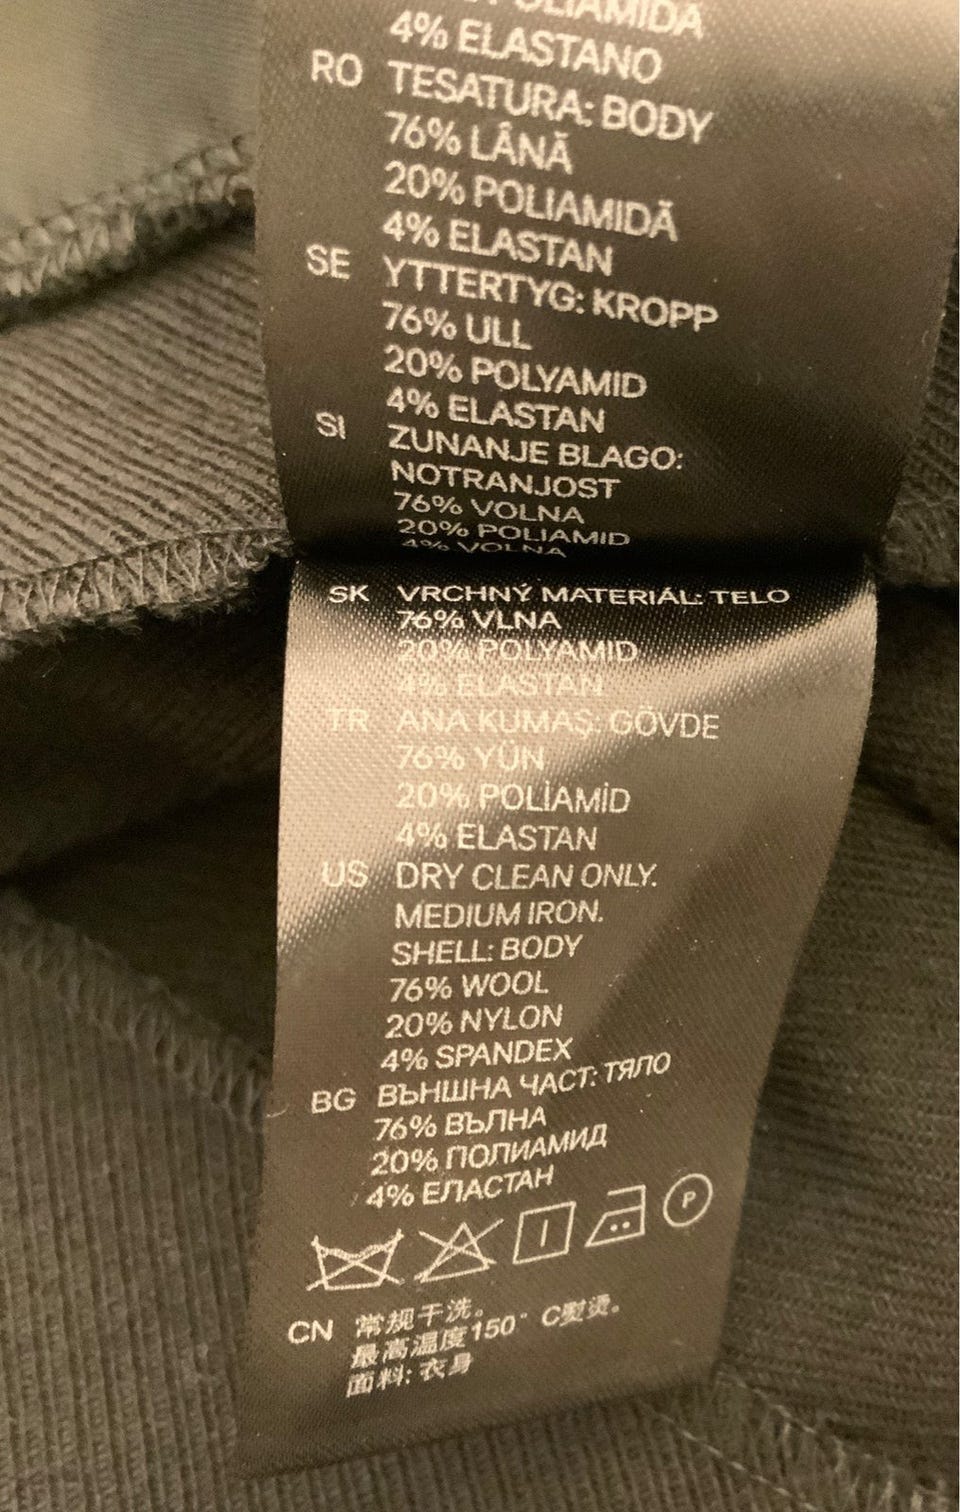 POLIAMIDA
4% ELASTANO
RO TESATURA: BODY
76% LÂNĂ
20% POLIAMIDĂ
4% ELASTAN
SE YTTERTYG: KROPP
76% ULL
20% POLYAMID
4% ELASTAN
SI ZUNANJE BLAGO:
NOTRANJOST
76% VOLNA
20% POLIAMID
4% VOLNA
SK VRCHNÝ MATERIÁL: TELO
76% VLNA
20% POLYAMID
4% ELASTAN
TR ANA KUMAŞ: GÖVDE
76% YÜN
20% POLİAMİD
4% ELASTAN
US DRY CLEAN ONLY.
MEDIUM IRON.
SHELL: BODY
76% WOOL
20% NYLON
4% SPANDEX
BG ВЪНШНА ЧАСТ: ТЯЛО
76% ВЪЛНА
20% ПОЛИАМИД
4% ЕЛАСТАН
P
CN 常规干洗。
最高温度150°C熨烫。
面料: 衣身